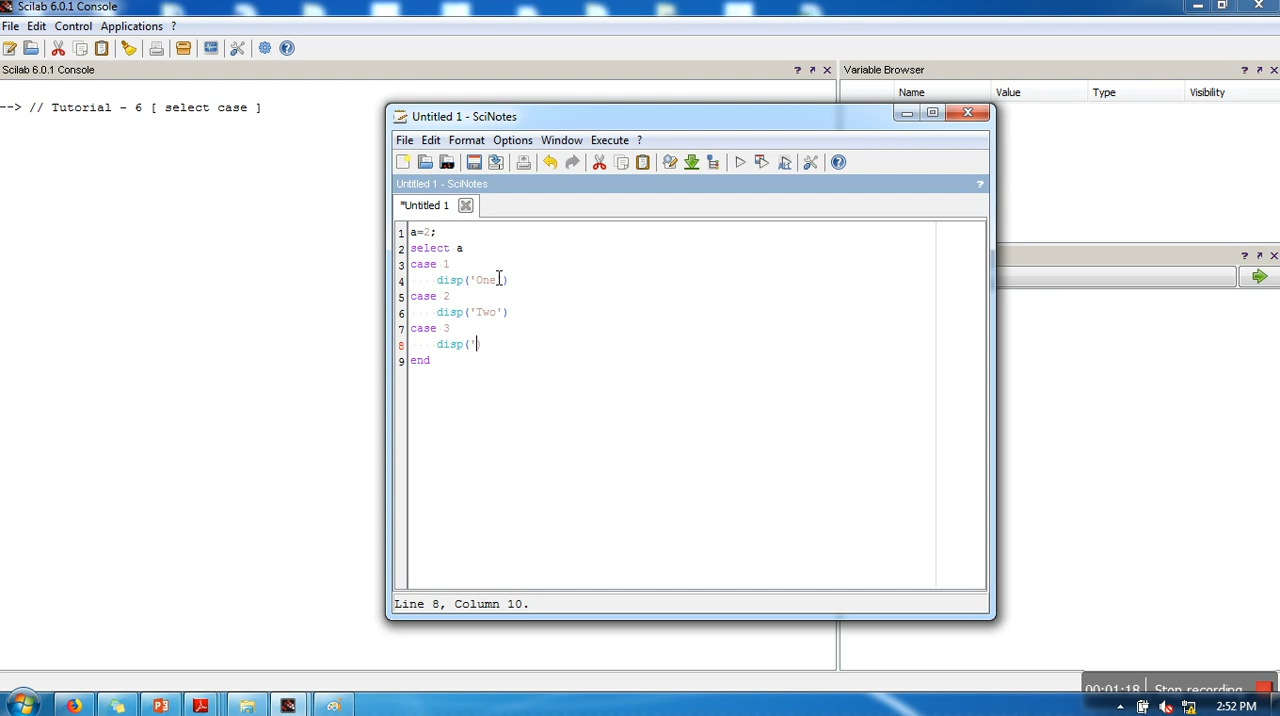 Scilab 6.0.1 Console
File Edit Control Applications ?
Scilab 6.0.1 Console ?
Variable Browser ?
Name Value Type Visibility
--> // Tutorial - 6 [ select case ]
Untitled 1 - SciNotes
File Edit Format Options Window Execute ?
Untitled 1 - SciNotes ?
*Untitled 1
1 a=2;
2 select a
3 case 1
4 disp('One')
5 case 2
6 disp('Two')
7 case 3
8 disp(')
9 end
Line 8, Column 10.
?
00:01:18 Stop recording
2:52 PM